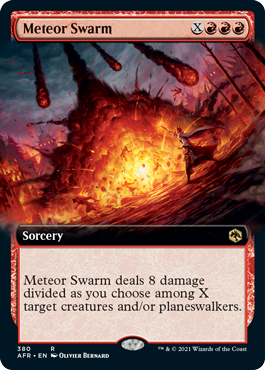 Meteor Swarm X
Sorcery
Meteor Swarm deals 8 damage
divided as you choose among X
target creatures and/or planeswalkers.
380 R
AFR • EN Olivier Bernard ™ & © 2021 Wizards of the Coast